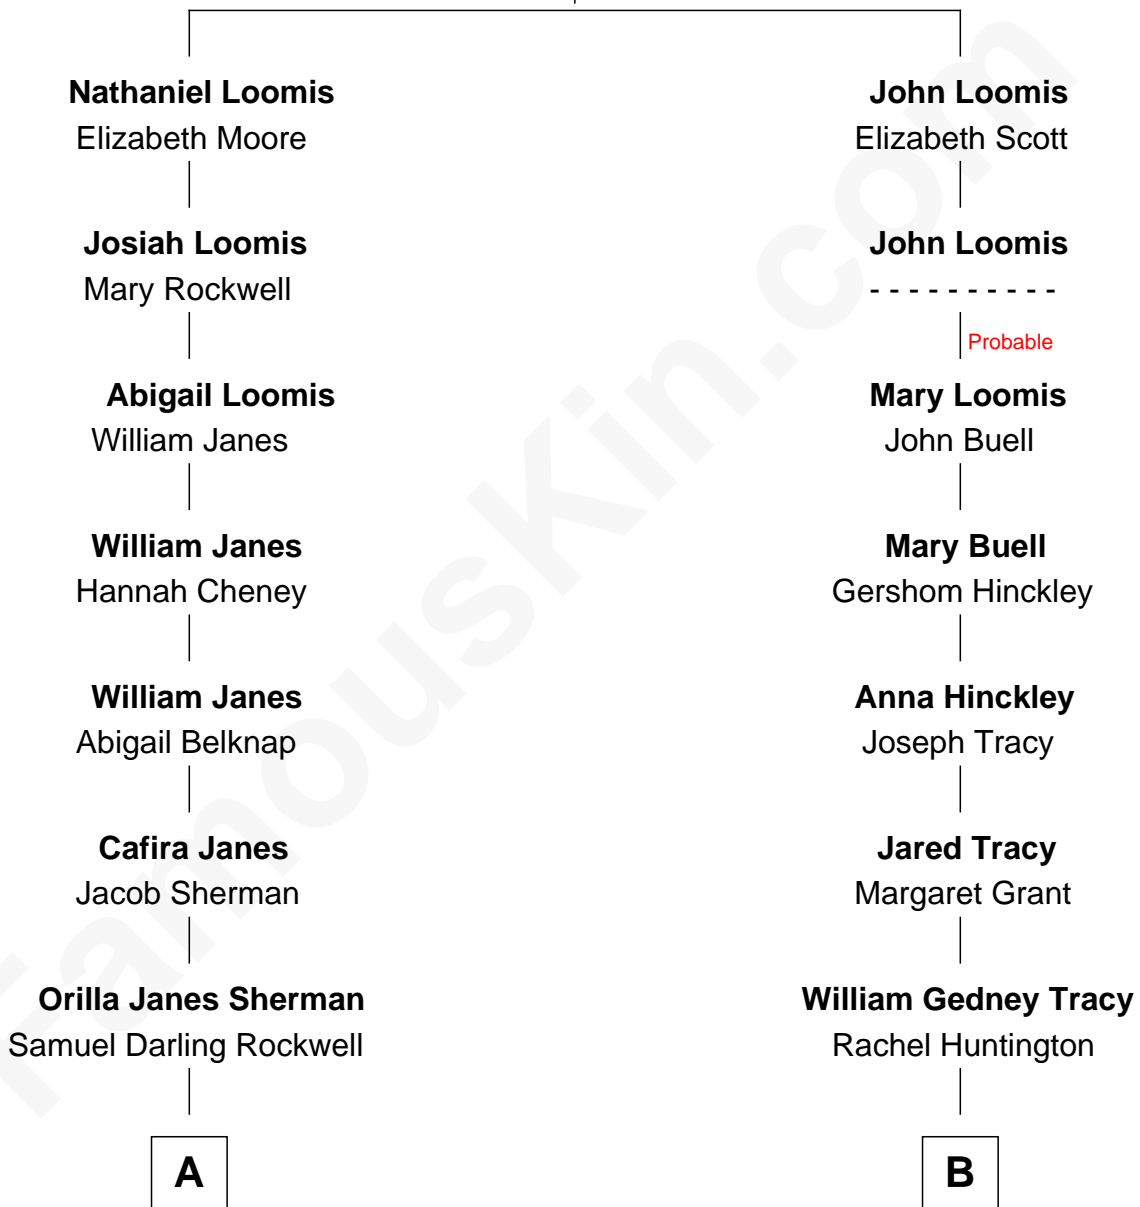 Nathaniel Loomis
Elizabeth Moore
Josiah Loomis
Mary Rockwell
Abigail Loomis
William Janes
William Janes
Hannah Cheney
William Janes
Abigail Belknap
Cafira Janes
Jacob Sherman
Orilla Janes Sherman
Samuel Darling Rockwell
A
John Loomis
Elizabeth Scott
John Loomis
- - - - - - - - - -
Probable
Mary Loomis
John Buell
Mary Buell
Gershom Hinckley
Anna Hinckley
Joseph Tracy
Jared Tracy
Margaret Grant
William Gedney Tracy
Rachel Huntington
B
FamousKin.com